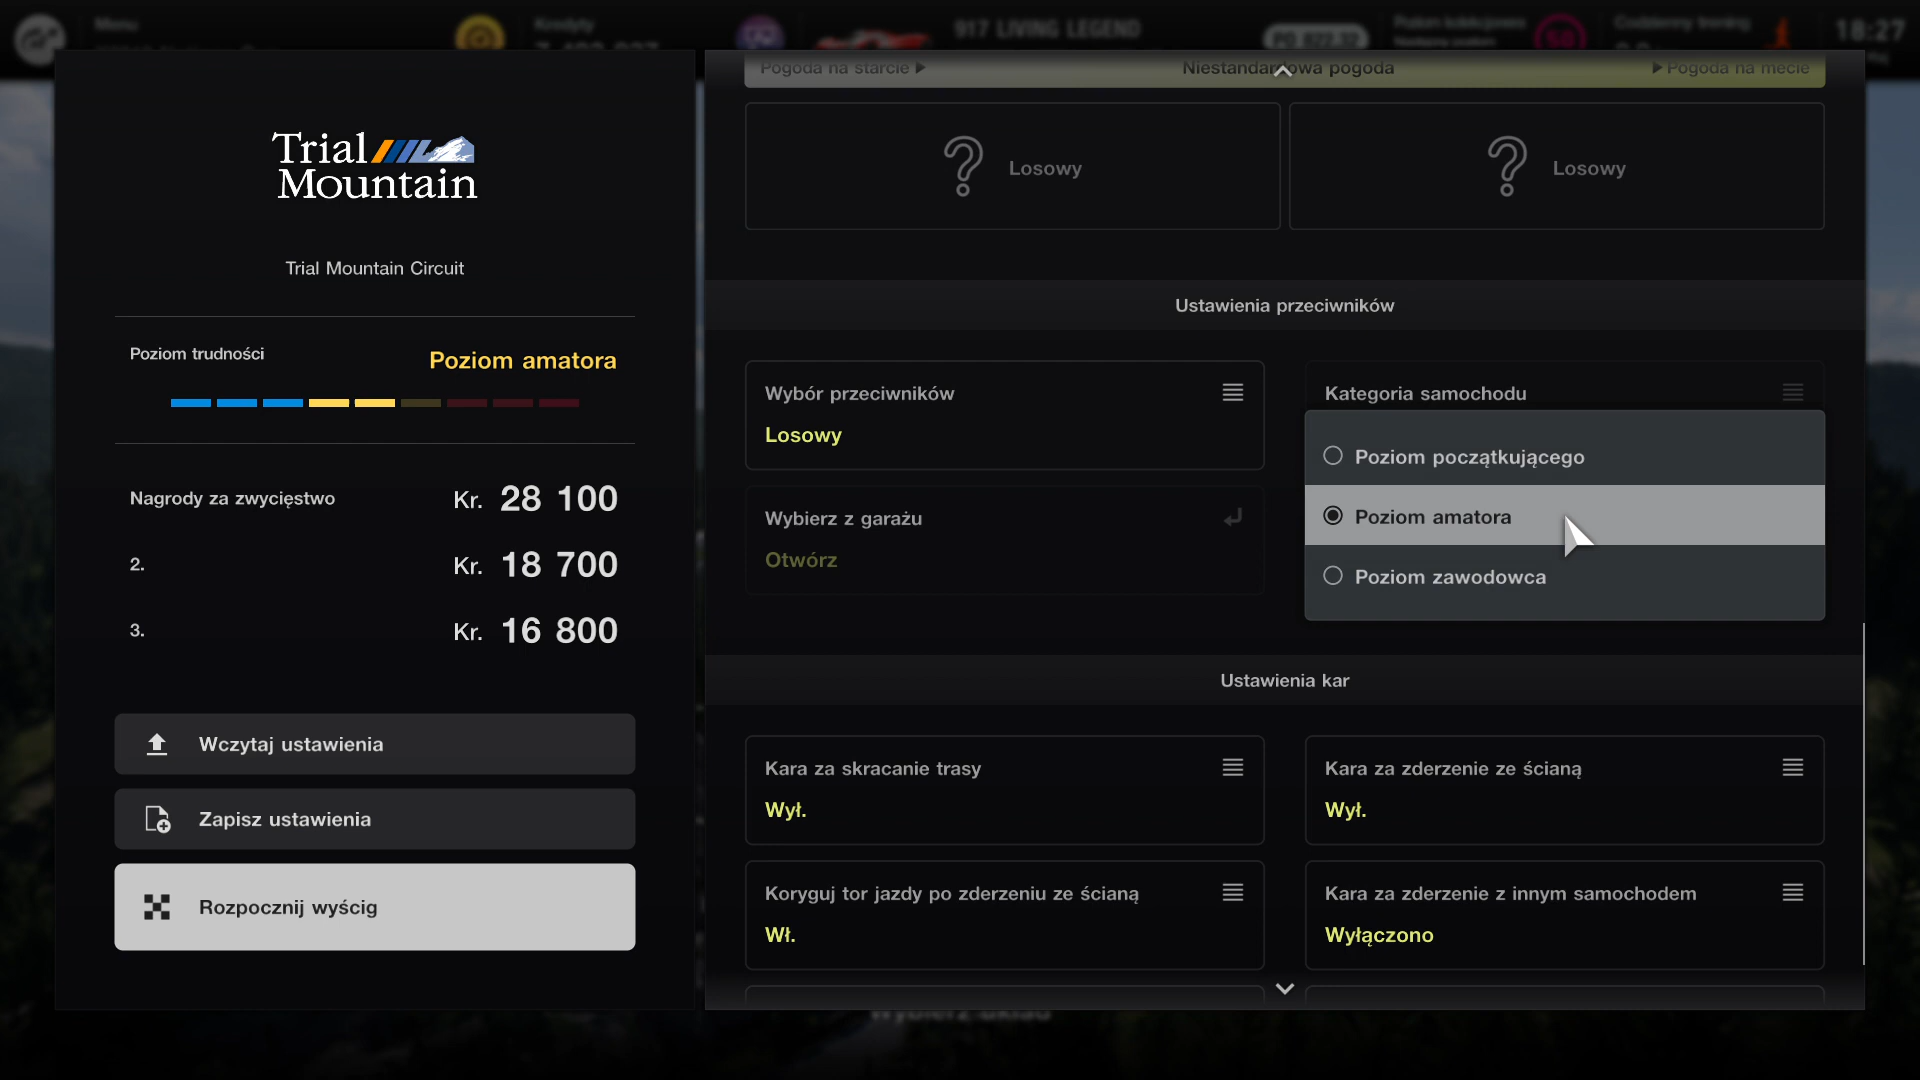 Menu
Kredyty
917 LIVING LEGEND
18:27
Pogoda na starcie
Niestandardowa pogoda
Pogoda na mecie
Losowy
Losowy
Trial
Mountain
Trial Mountain Circuit
Poziom trudności
Poziom amatora
Nagrody za zwycięstwo
Kr. 28 100
2.
Kr. 18 700
3.
Kr. 16 800
Wczytaj ustawienia
Zapisz ustawienia
Rozpocznij wyścig
Ustawienia przeciwników
Wybór przeciwników
Losowy
Kategoria samochodu
Wybierz z garażu
Otwórz
Poziom początkującego
Poziom amatora
Poziom zawodowca
Ustawienia kar
Kara za skracanie trasy
Wył.
Kara za zderzenie ze ścianą
Wył.
Koryguj tor jazdy po zderzeniu ze ścianą
Wł.
Kara za zderzenie z innym samochodem
Wyłączono